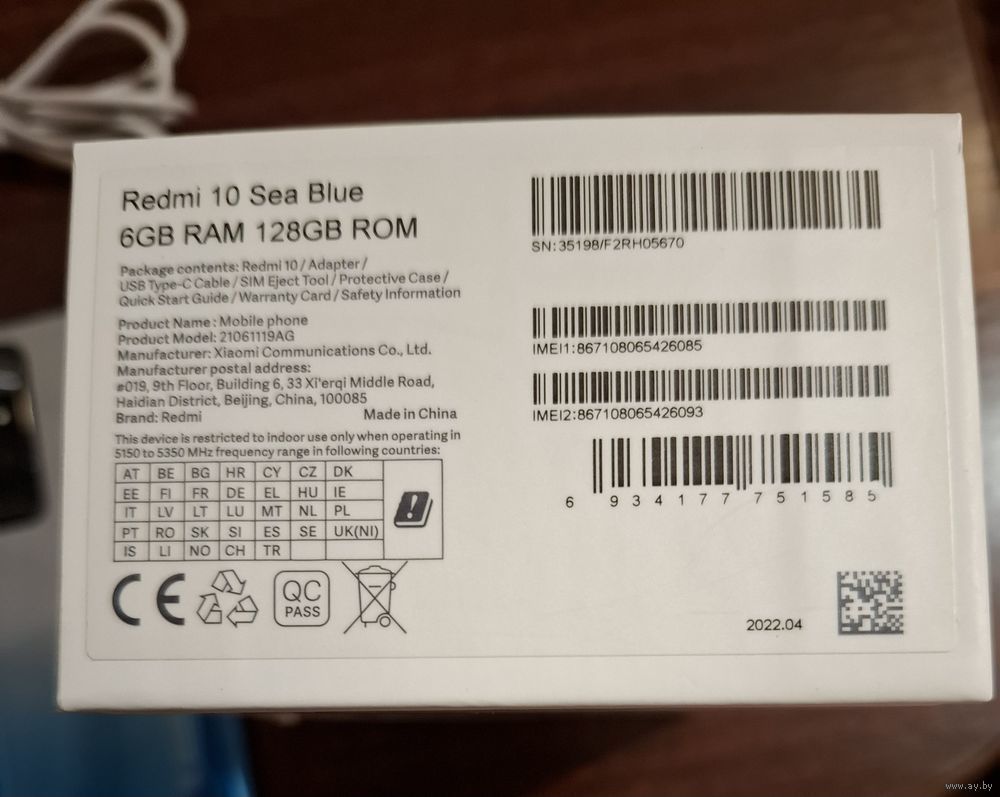 Redmi 10 Sea Blue
6GB RAM 128GB ROM
Package contents: Redmi 10 / Adapter /
USB Type-C Cable / SIM Eject Tool / Protective Case /
Quick Start Guide / Warranty Card / Safety Information
Product Name : Mobile phone
Product Model: 21061119AG
Manufacturer: Xiaomi Communications Co., Ltd.
Manufacturer postal address:
#019, 9th Floor, Building 6, 33 Xi'erqi Middle Road,
Haidian District, Beijing, China, 100085
Brand: Redmi Made in China
This device is restricted to indoor use only when operating in
5150 to 5350 MHz frequency range in following countries:
AT BE BG HR CY CZ DK
EE FI FR DE EL HU IE
IT LV LT LU MT NL PL
PT RO SK SI ES SE UK(NI)
IS LI NO CH TR
CE
QC
PASS
SN:35198/F2RH05670
IMEI1:867108065426085
IMEI2:867108065426093
6 934177 751585
2022.04
www.ay.by